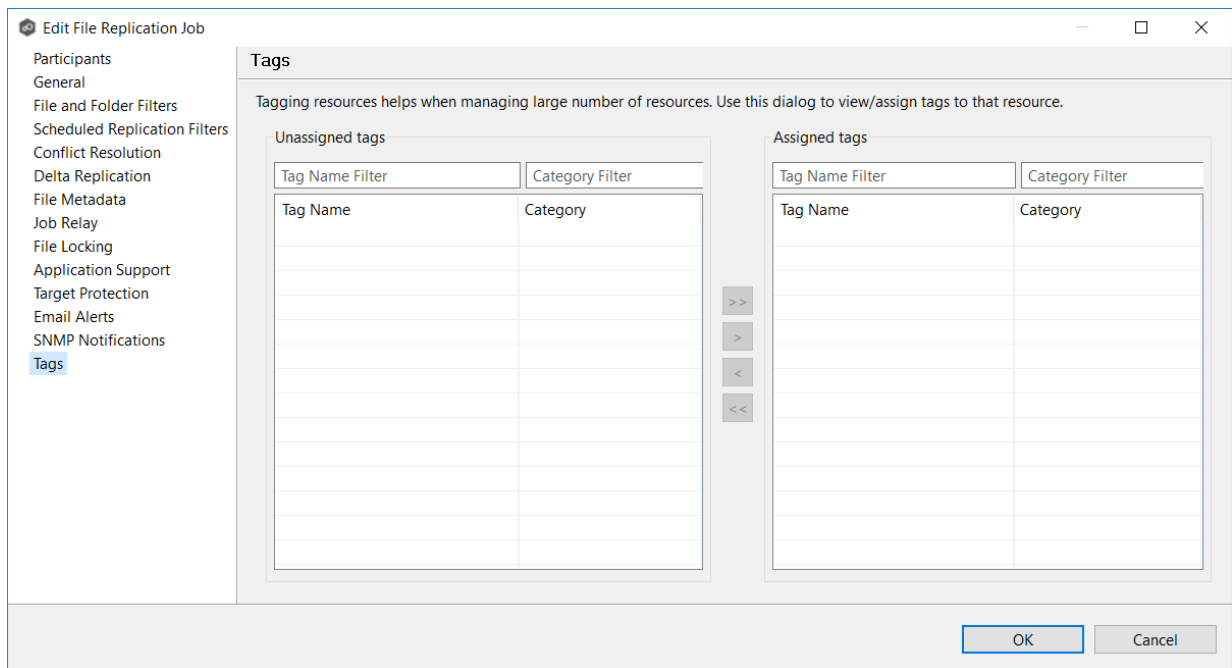 Edit File Replication Job
Participants
General
File and Folder Filters
Scheduled Replication Filters
Conflict Resolution
Delta Replication
File Metadata
Job Relay
File Locking
Application Support
Target Protection
Email Alerts
SNMP Notifications
Tags
Tags
Tagging resources helps when managing large number of resources. Use this dialog to view/assign tags to that resource.
Unassigned tags
Tag Name Filter Category Filter
Tag Name Category
>>
>
<
<<
Assigned tags
Tag Name Filter Category Filter
Tag Name Category
OK Cancel